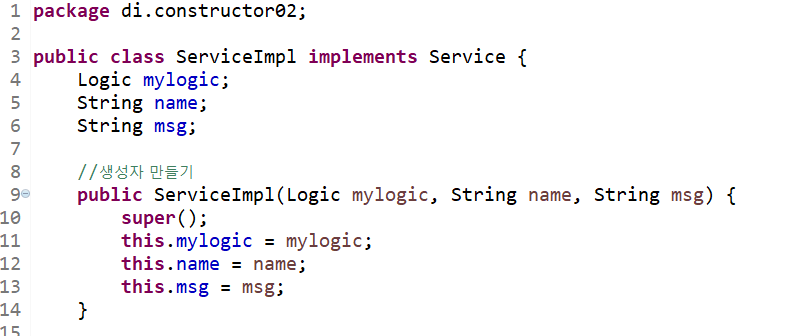 1 package di.constructor02;
2
3 public class ServiceImpl implements Service {
4     Logic mylogic;
5     String name;
6     String msg;
7
8     //생성자 만들기
9     public ServiceImpl(Logic mylogic, String name, String msg) {
10         super();
11         this.mylogic = mylogic;
12         this.name = name;
13         this.msg = msg;
14     }
15